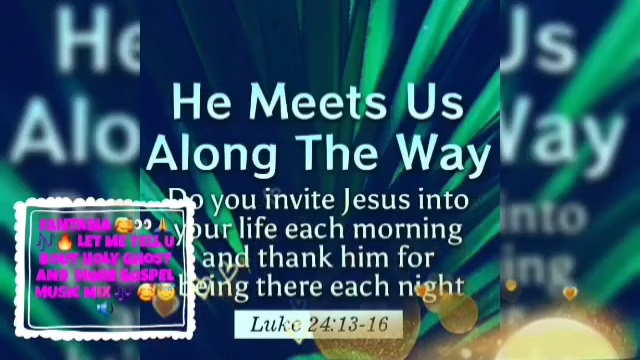 He Meets Us
Along The Way
Do you invite Jesus into
your life each morning
and thank him for
being there each night
Luke 24:13-16
FANTASIA 🥰👀🙏
🎶🔥 LET ME TELL U
BOUT HOLY GHOST
AND MORE GOSPEL
MUSIC MIX 🎶 🥰😇
🔊